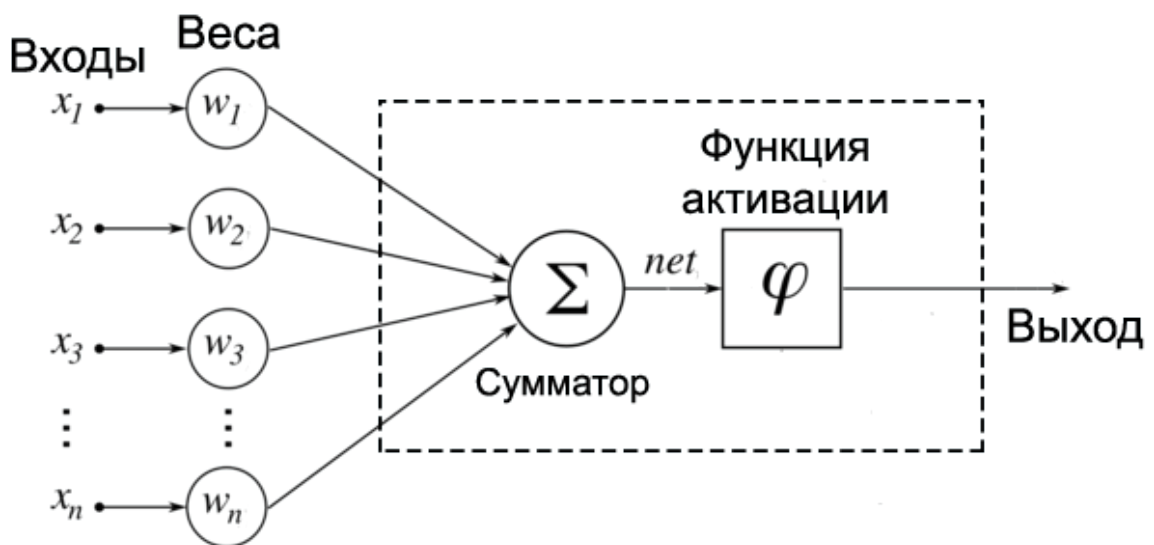 Входы
Веса
x1
w1
x2
w2
x3
w3
⋮
⋮
xn
wn
Σ
Сумматор
net
Функция
активации
φ
Выход